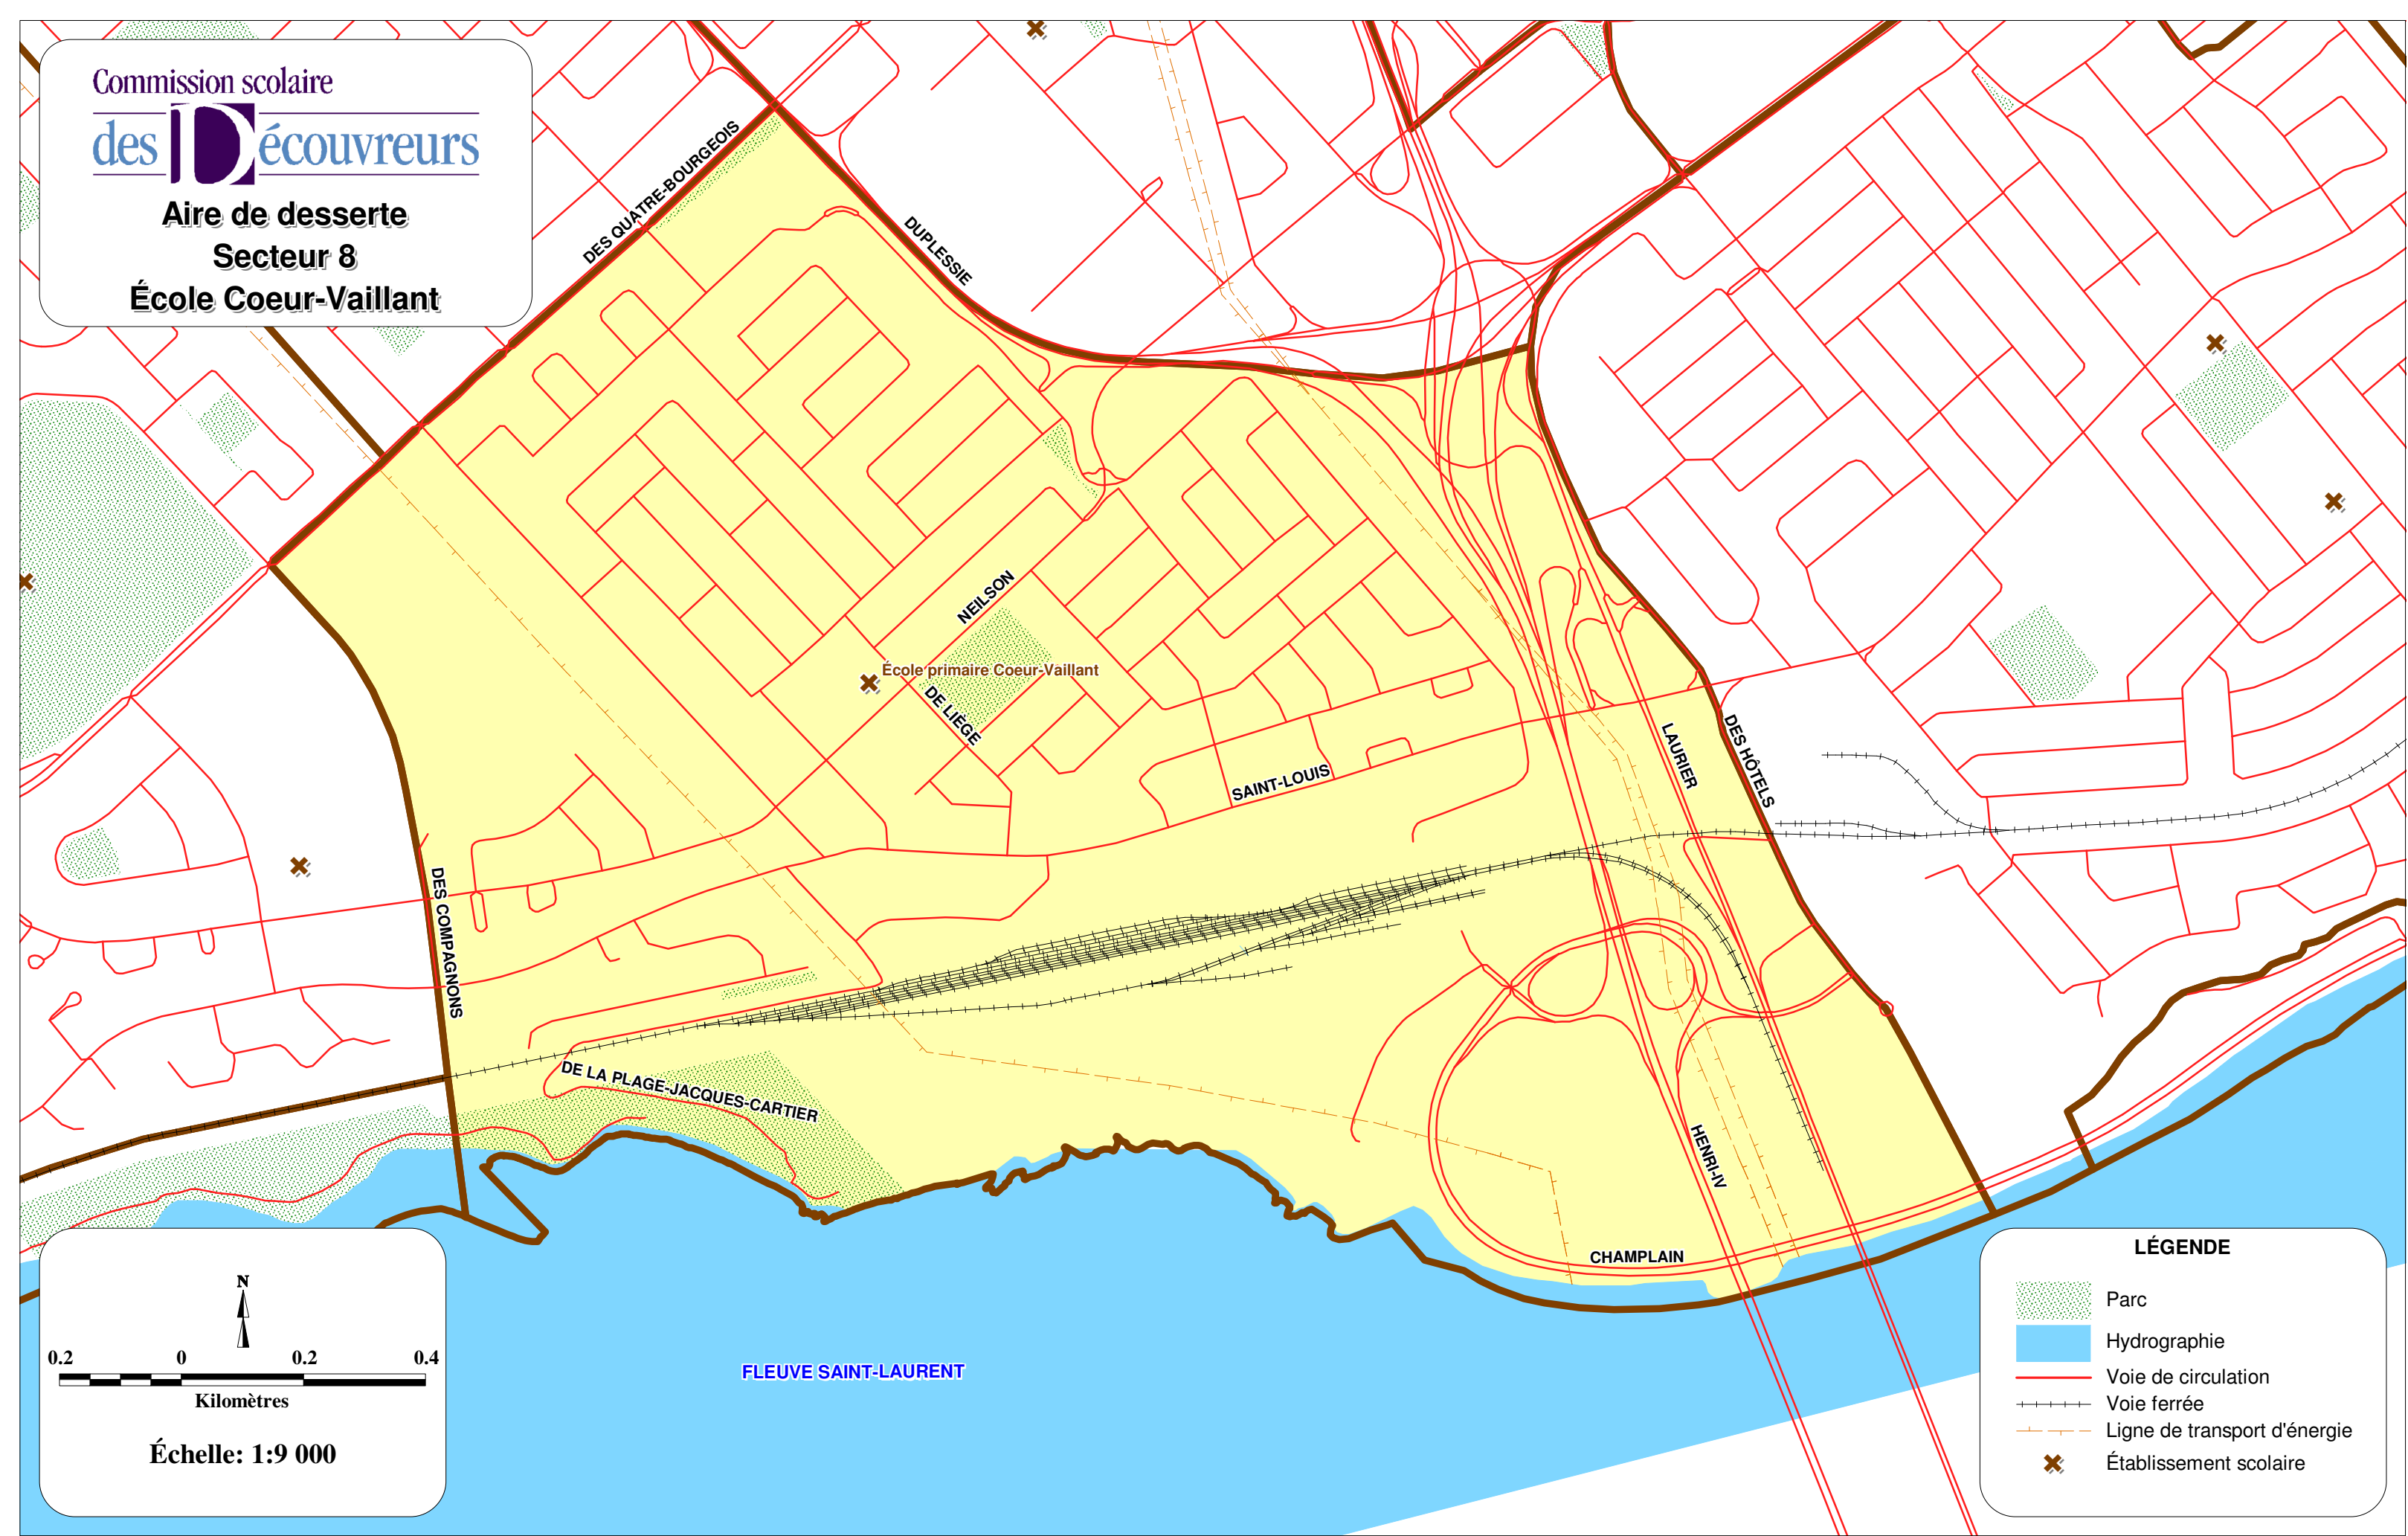 Commission scolaire
des Découvreurs
Aire de desserte
Secteur 8
École Coeur-Vaillant
DES QUATRE-BOURGEOIS
DUPLESSIE
NEILSON
École primaire Coeur-Vaillant
DE LIÈGE
SAINT-LOUIS
LAURIER
DES HÔTELS
DES COMPAGNONS
DE LA PLAGE-JACQUES-CARTIER
HENRI-IV
CHAMPLAIN
FLEUVE SAINT-LAURENT
N
0.2 0 0.2 0.4
Kilomètres
Échelle: 1:9 000
LÉGENDE
Parc
Hydrographie
Voie de circulation
Voie ferrée
Ligne de transport d'énergie
Établissement scolaire